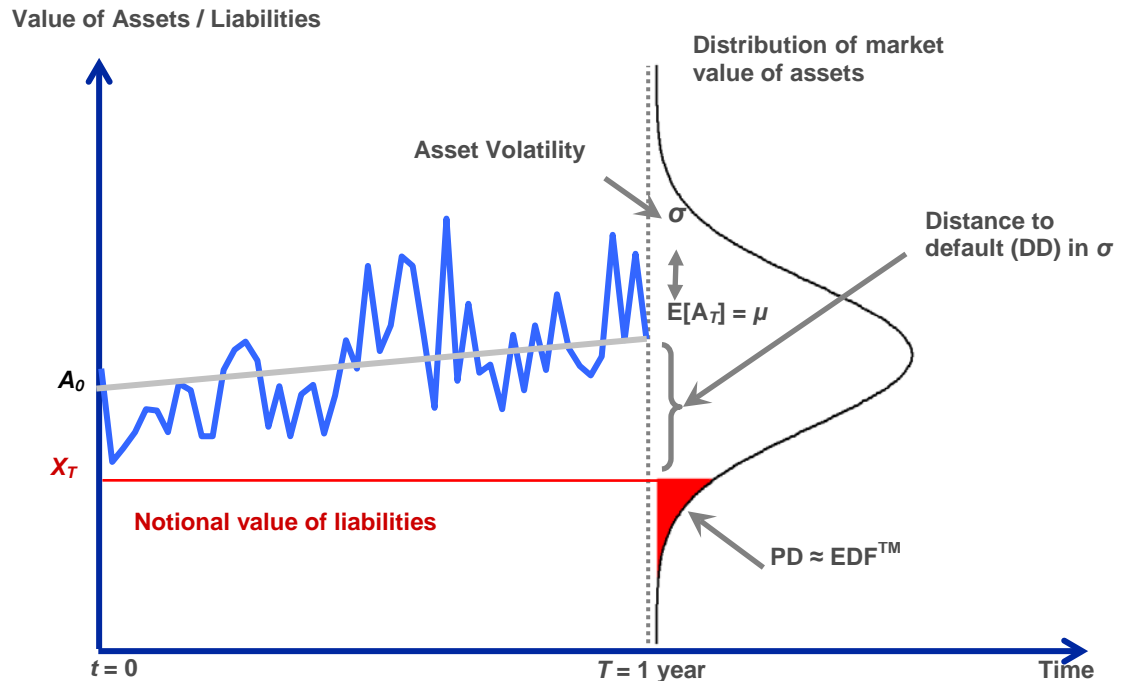 Value of Assets / Liabilities
Distribution of market
value of assets
Asset Volatility
σ
Distance to
default (DD) in σ
E[A_T] = μ
A_0
X_T
Notional value of liabilities
PD ≈ EDF™
t = 0
T = 1 year
Time